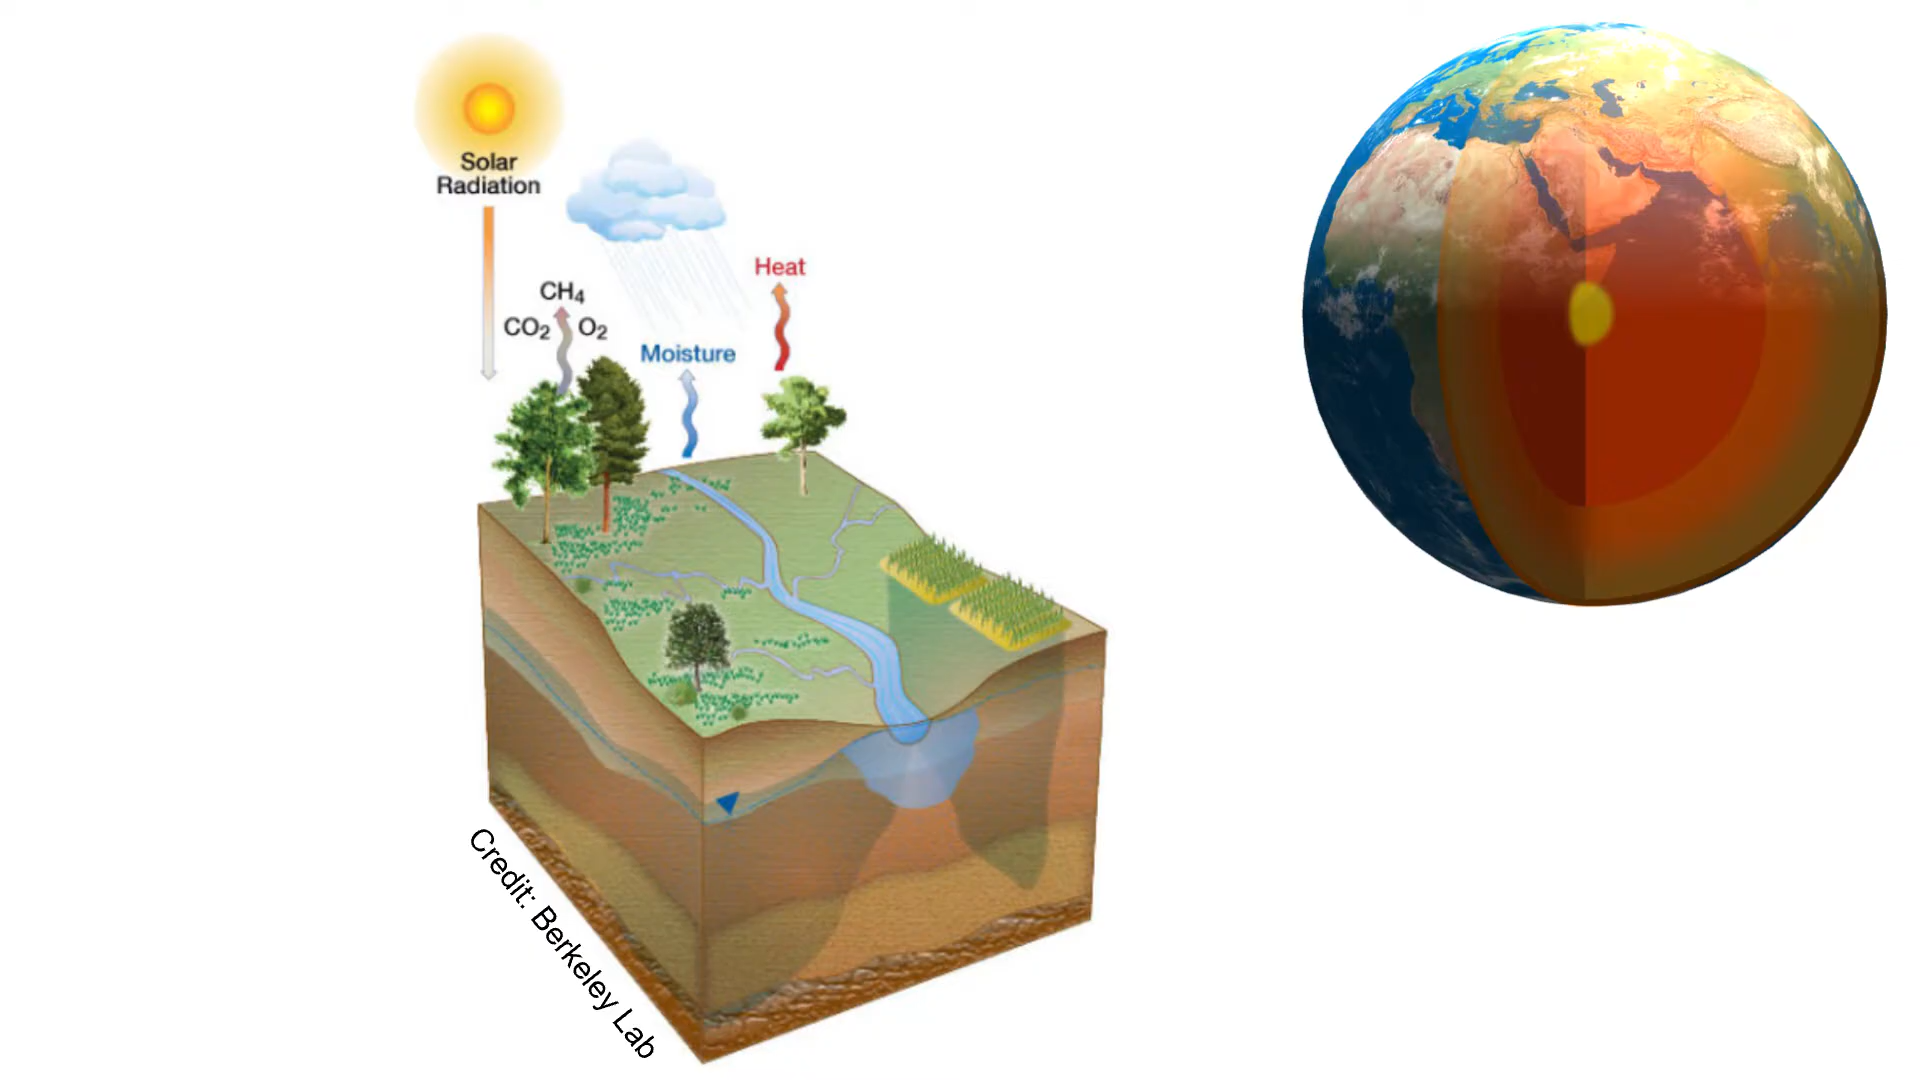 Solar
Radiation
Heat
CH₄
CO₂ O₂
Moisture
Credit: Berkeley Lab